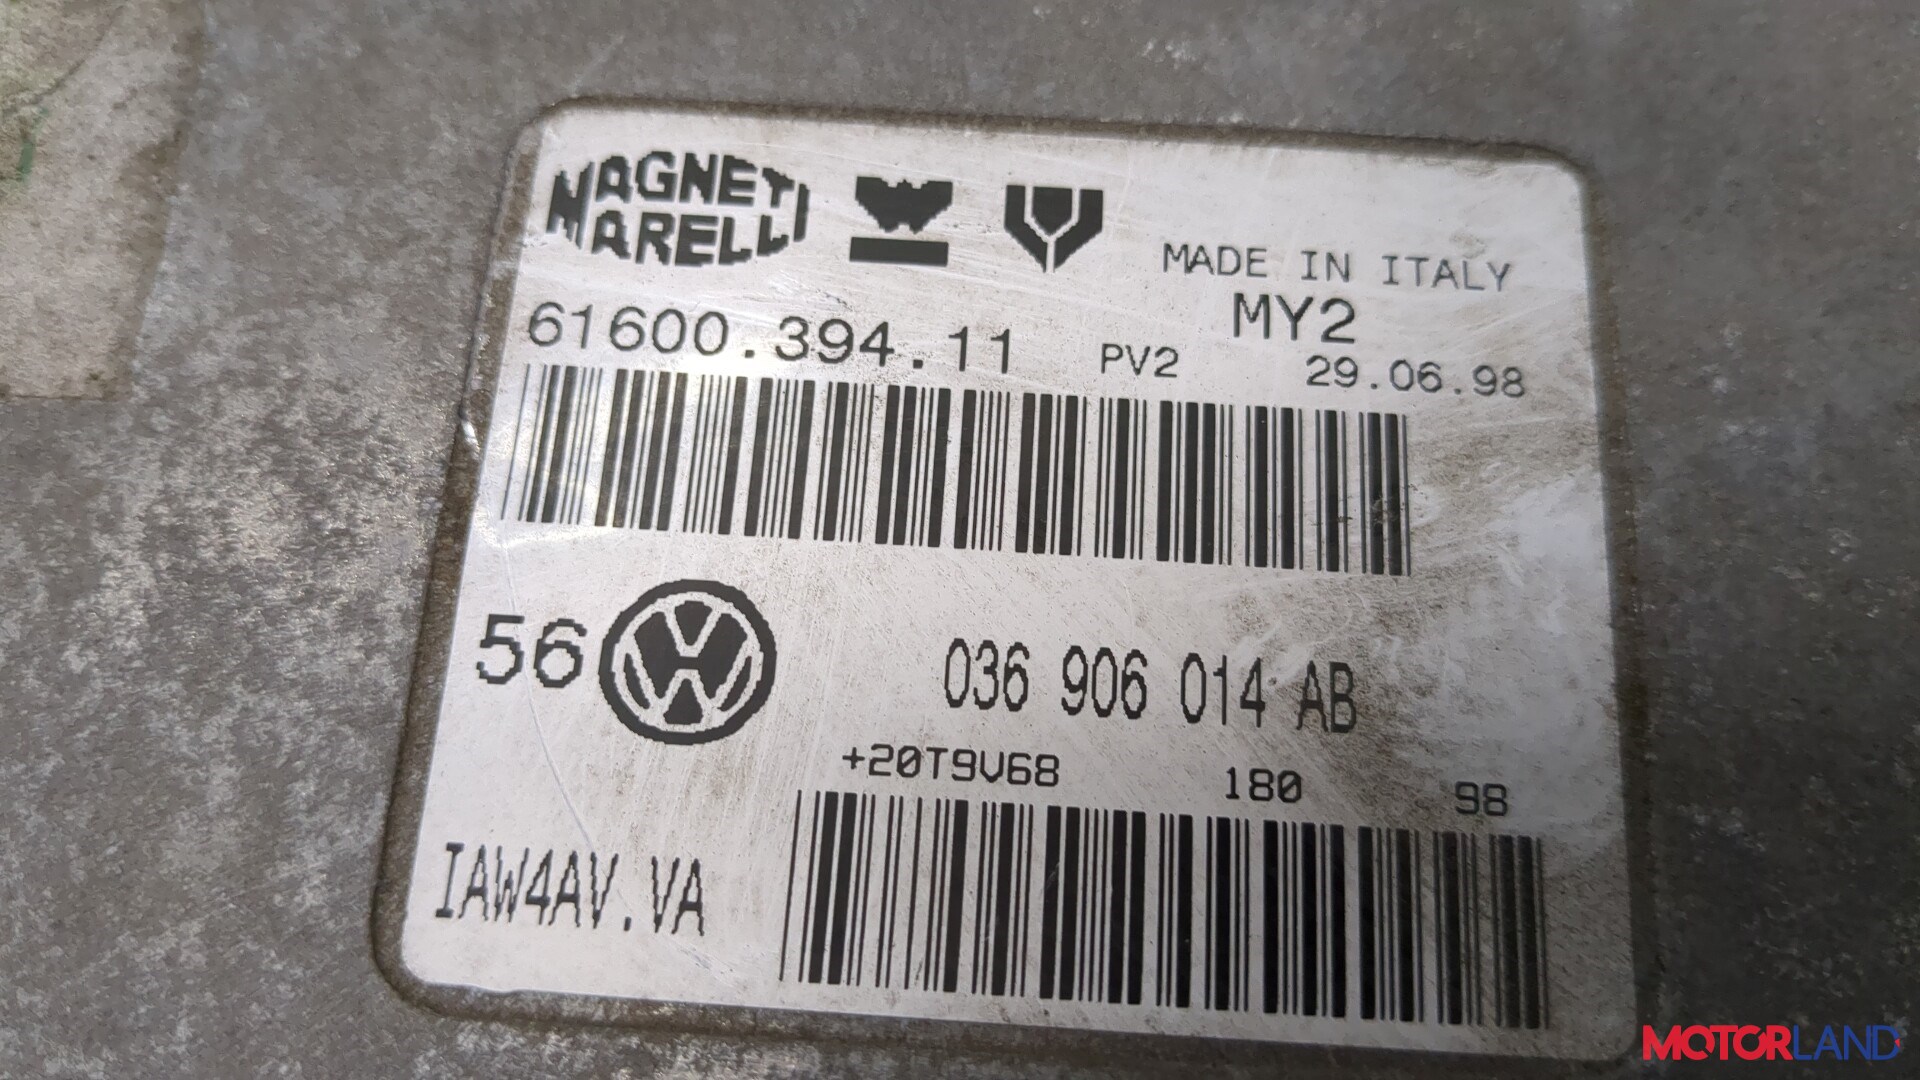 MAGNETI
MARELLI
MADE IN ITALY
MY2
61600.394.11 PV2 29.06.98
56 036 906 014 AB
+20T9V68 180 98
IAW4AV.VA
MOTORLAND